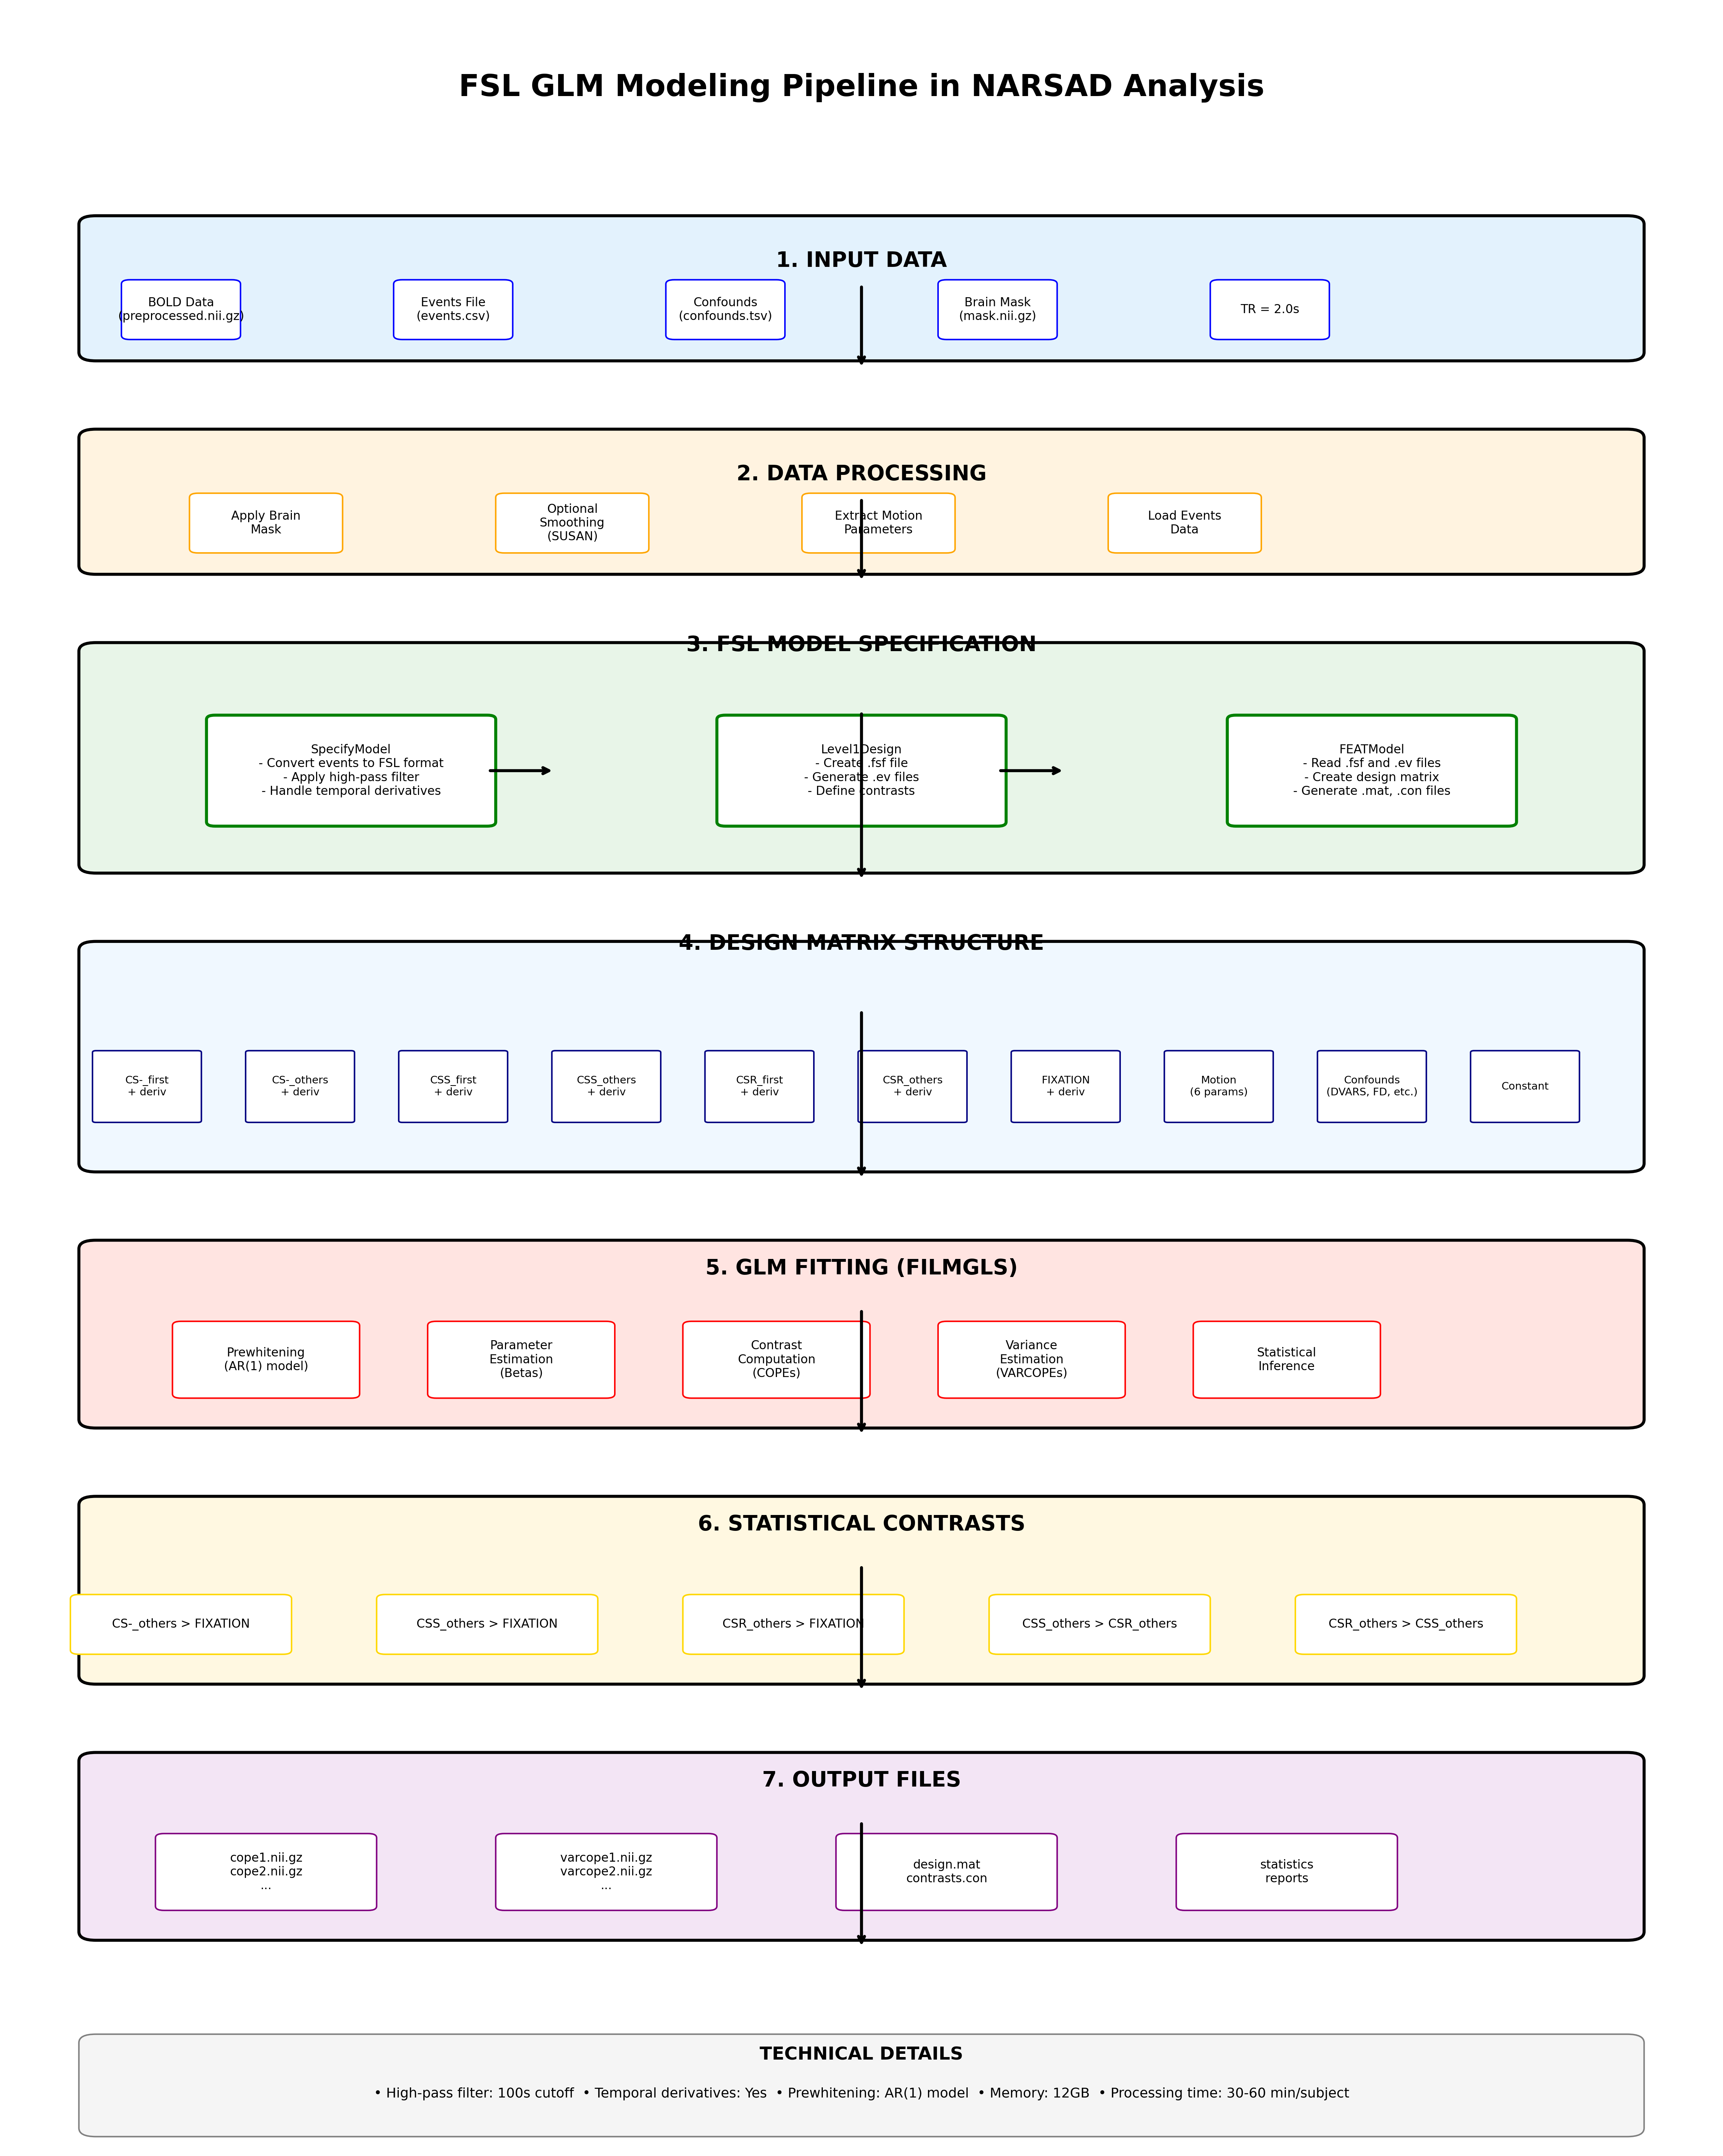 FSL GLM Modeling Pipeline in NARSAD Analysis
1. INPUT DATA
BOLD Data
(preprocessed.nii.gz)
Events File
(events.csv)
Confounds
(confounds.tsv)
Brain Mask
(mask.nii.gz)
TR = 2.0s
2. DATA PROCESSING
Apply Brain
Mask
Optional
Smoothing
(SUSAN)
Extract Motion
Parameters
Load Events
Data
3. FSL MODEL SPECIFICATION
SpecifyModel
- Convert events to FSL format
- Apply high-pass filter
- Handle temporal derivatives
Level1Design
- Create .fsf file
- Generate .ev files
- Define contrasts
FEATModel
- Read .fsf and .ev files
- Create design matrix
- Generate .mat, .con files
4. DESIGN MATRIX STRUCTURE
CS-_first
+ deriv
CS-_others
+ deriv
CSS_first
+ deriv
CSS_others
+ deriv
CSR_first
+ deriv
CSR_others
+ deriv
FIXATION
+ deriv
Motion
(6 params)
Confounds
(DVARS, FD, etc.)
Constant
5. GLM FITTING (FILMGLS)
Prewhitening
(AR(1) model)
Parameter
Estimation
(Betas)
Contrast
Computation
(COPEs)
Variance
Estimation
(VARCOPEs)
Statistical
Inference
6. STATISTICAL CONTRASTS
CS-_others > FIXATION
CSS_others > FIXATION
CSR_others > FIXATION
CSS_others > CSR_others
CSR_others > CSS_others
7. OUTPUT FILES
cope1.nii.gz
cope2.nii.gz
...
varcope1.nii.gz
varcope2.nii.gz
...
design.mat
contrasts.con
statistics
reports
TECHNICAL DETAILS
• High-pass filter: 100s cutoff • Temporal derivatives: Yes • Prewhitening: AR(1) model • Memory: 12GB • Processing time: 30-60 min/subject